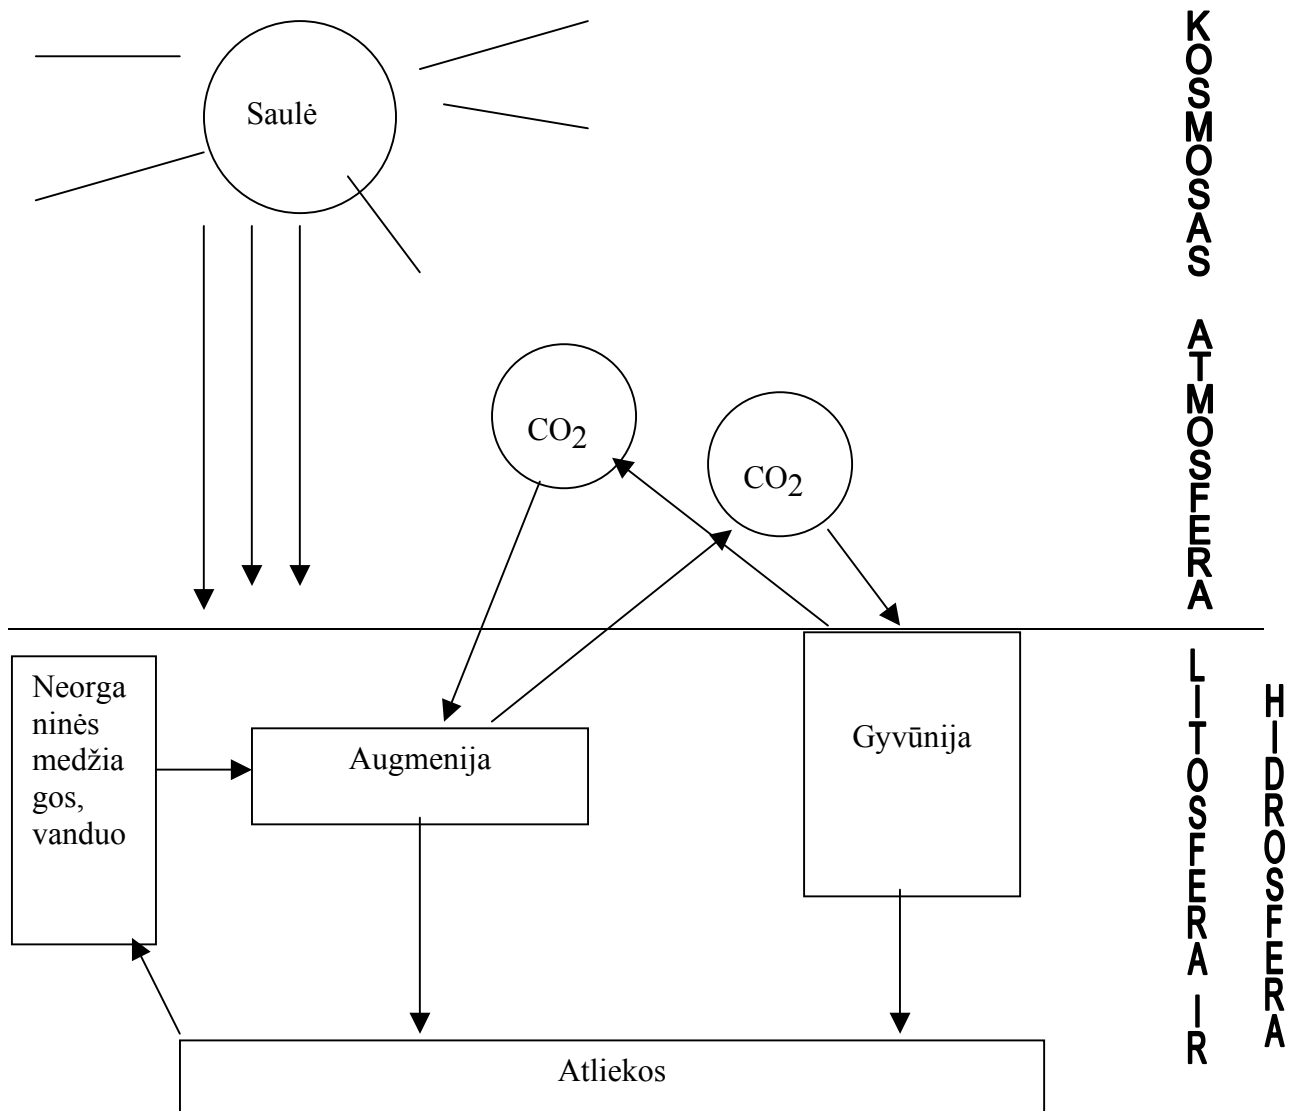 Saulė
CO2
CO2
Neorga
ninės
medžia
gos,
vanduo
Augmenija
Gyvūnija
Atliekos
KOSMOSAS ATMOSFERA
LITOSFERA IR
HIDROSFERA